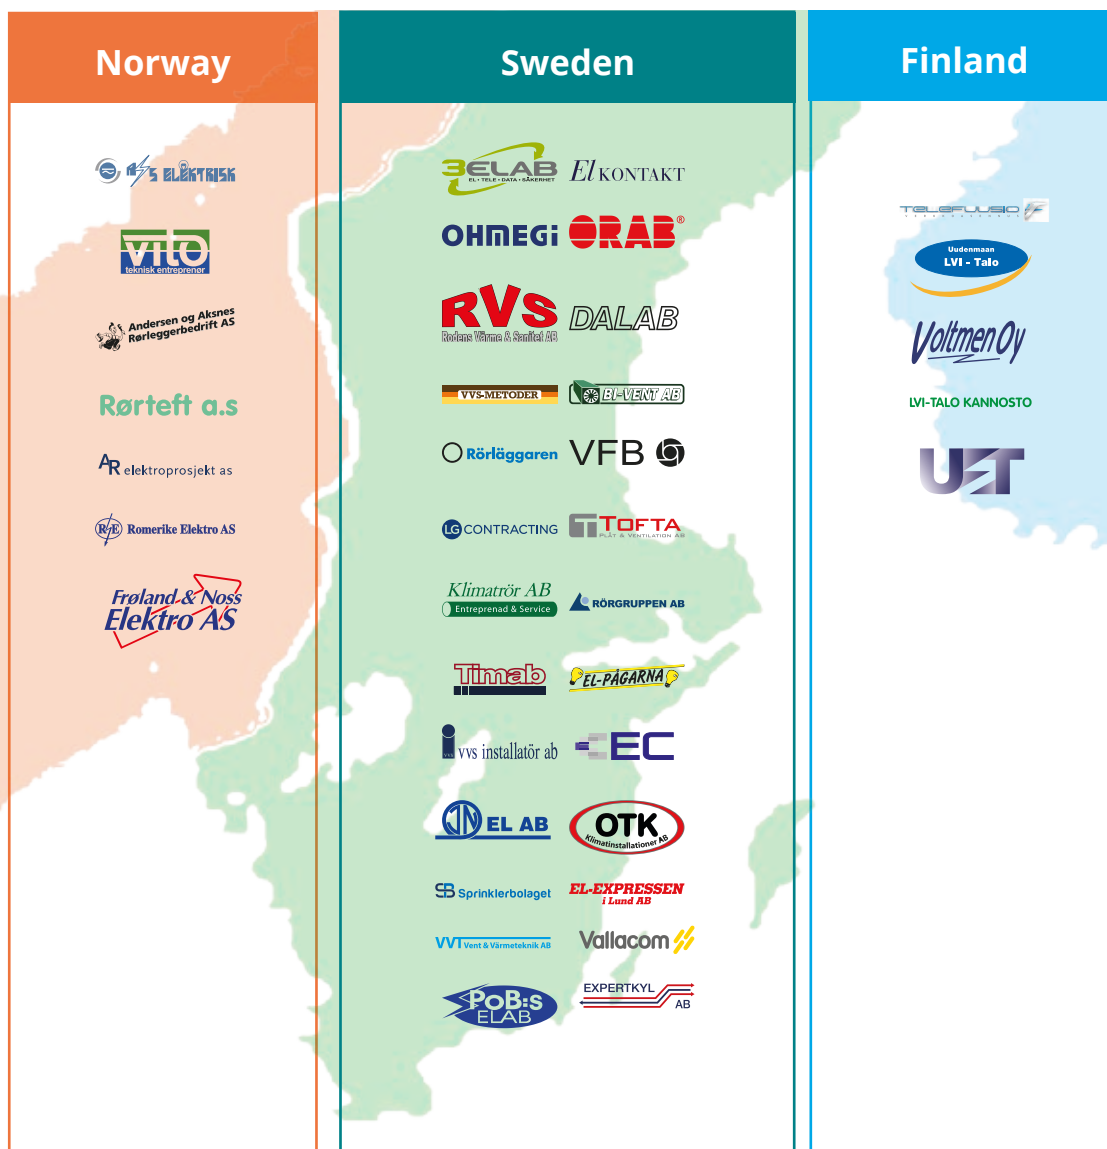 Norway
Sweden
Finland
S ELEKTRISK
vito
teknisk entreprenør
Andersen og Aksnes
Rørleggerbedrift AS
Rørteft a.s
AR elektroprosjekt as
R E Romerike Elektro AS
Frøland & Noss
Elektro AS
3ELAB
EL • TELE • DATA • SÄKERHET
El KONTAKT
OHMEGi
ORAB®
RVS
Rodens Värme & Sanitet AB
DALAB
VVS-METODER
BI-VENT AB
Rörläggaren
VFB
LG CONTRACTING
TOFTA
PLÅT & VENTILATION AB
Klimatrör AB
Entreprenad & Service
RÖRGRUPPEN AB
Timab
EL-PÅGARNA
vvs installatör ab
EC
JN EL AB
OTK
Klimatinstallationer AB
SB Sprinklerbolaget
EL-EXPRESSEN
i Lund AB
VVT Vent & Värmeteknik AB
Vallacom
PoB:s
ELAB
EXPERTKYL
AB
TELEFUUSIO
Uudenmaan
LVI - Talo
Voltmen Oy
LVI-TALO KANNOSTO